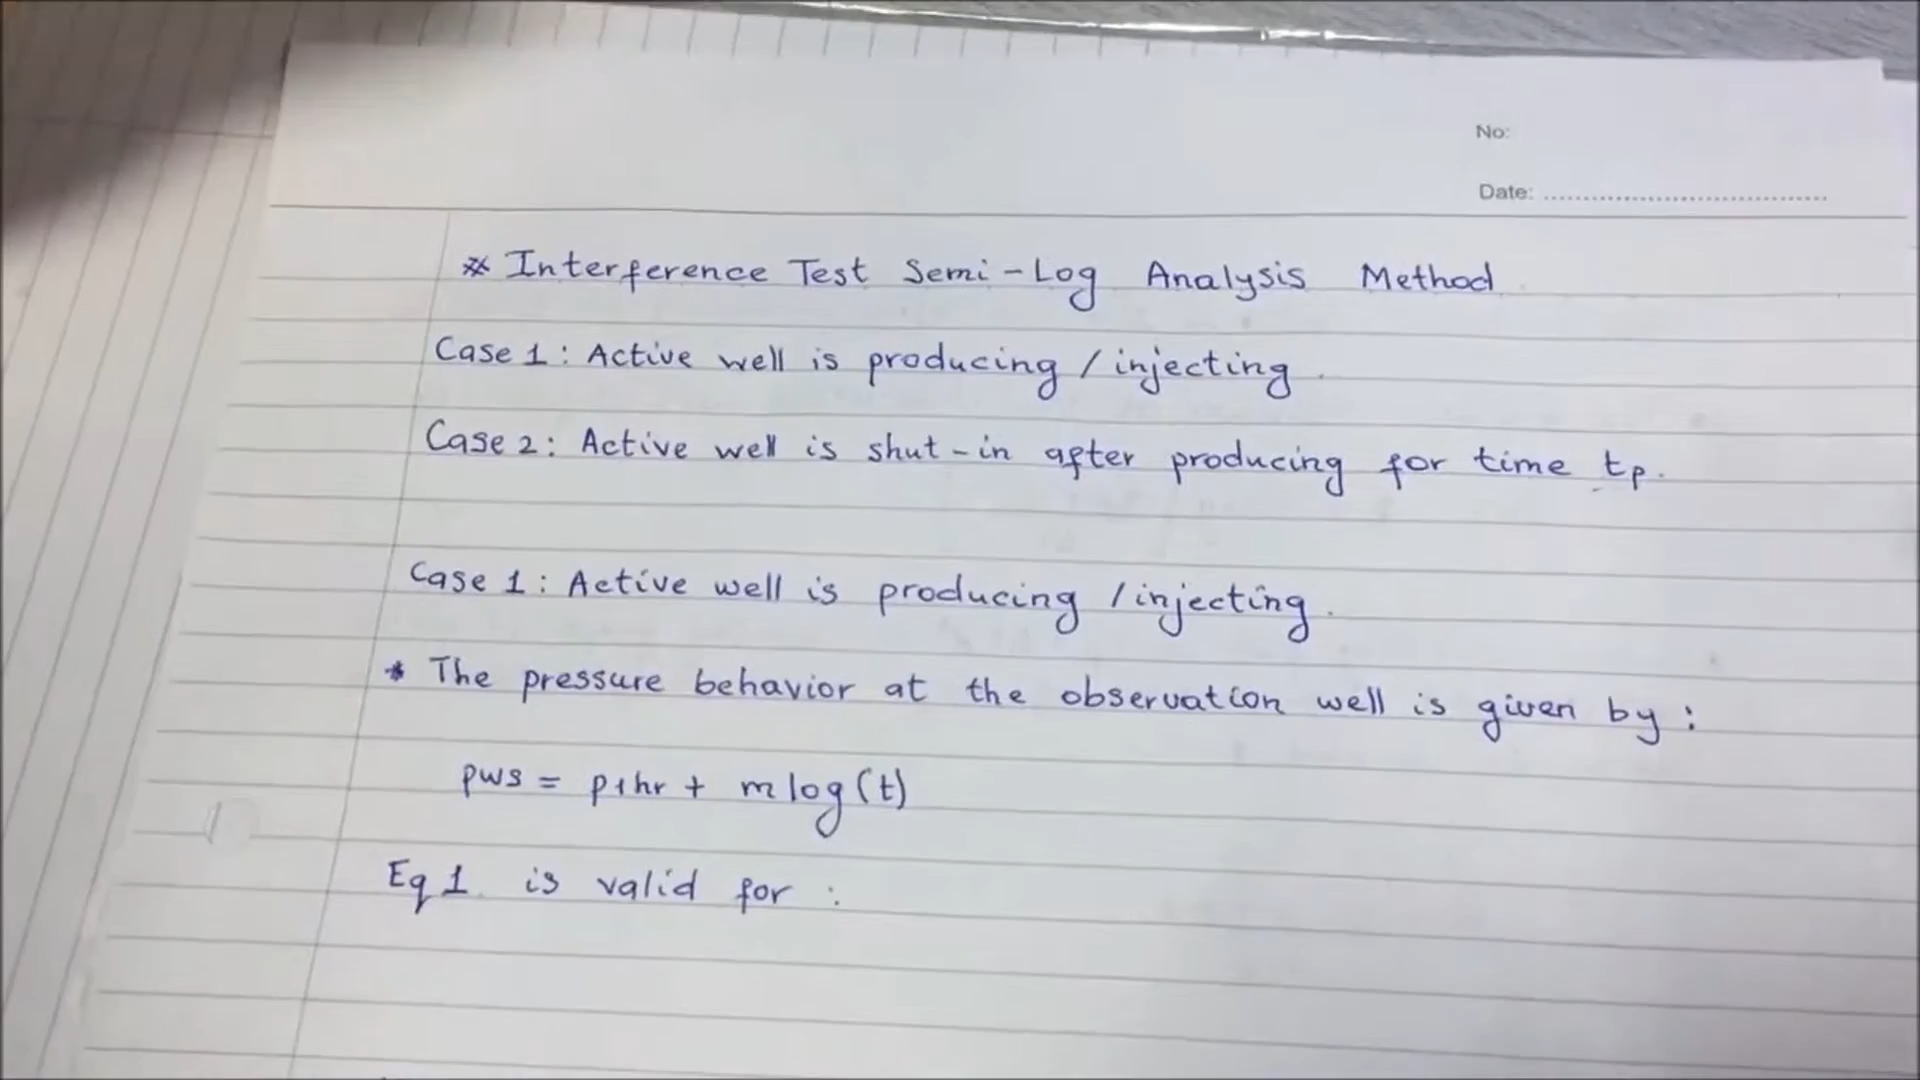 No:
Date: ....................................
* Interference Test Semi-Log Analysis Method
Case 1: Active well is producing / injecting.
Case 2: Active well is shut-in after producing for time tp.
Case 1: Active well is producing / injecting.
* The pressure behavior at the observation well is given by:
pws = p1hr + m log(t)
Eq 1 is valid for :